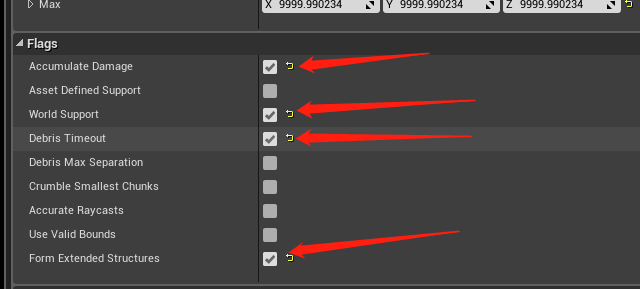 Max X 9999.990234 Y 9999.990234 Z 9999.990234
Flags
Accumulate Damage
Asset Defined Support
World Support
Debris Timeout
Debris Max Separation
Crumble Smallest Chunks
Accurate Raycasts
Use Valid Bounds
Form Extended Structures